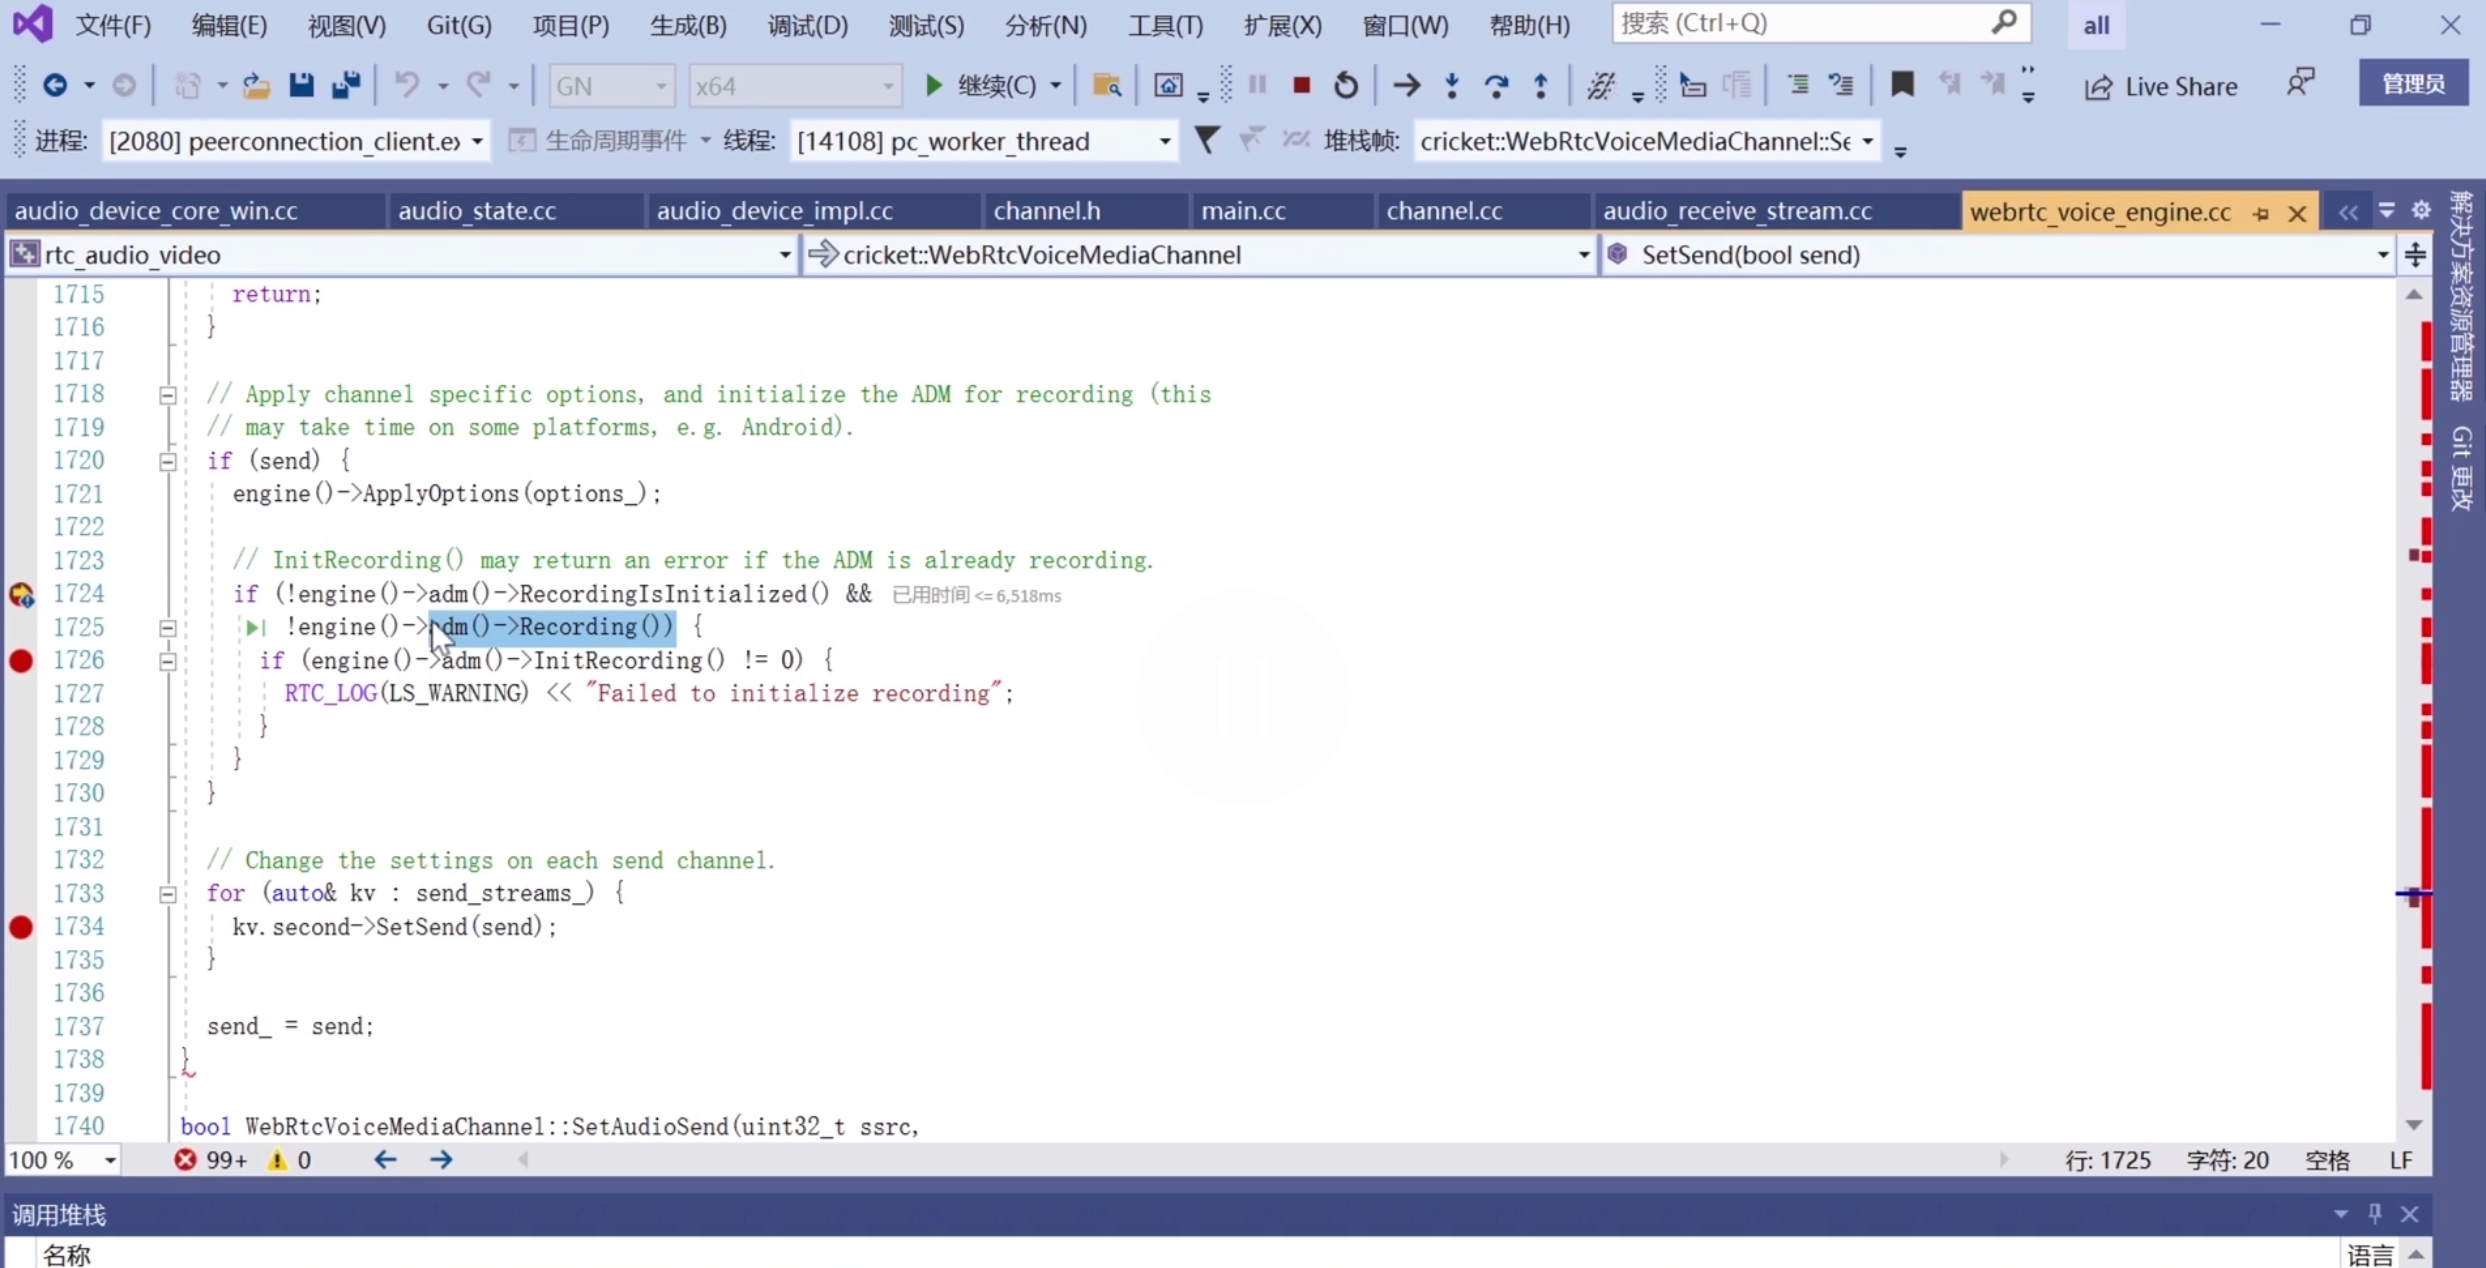 文件(F) 编辑(E) 视图(V) Git(G) 项目(P) 生成(B) 调试(D) 测试(S) 分析(N) 工具(T) 扩展(X) 窗口(W) 帮助(H) 搜索 (Ctrl+Q) all
GN x64 继续(C) Live Share 管理员
进程: [2080] peerconnection_client.ex 生命周期事件 线程: [14108] pc_worker_thread 堆栈帧: cricket::WebRtcVoiceMediaChannel::Se
audio_device_core_win.cc audio_state.cc audio_device_impl.cc channel.h main.cc channel.cc audio_receive_stream.cc webrtc_voice_engine.cc
rtc_audio_video cricket::WebRtcVoiceMediaChannel SetSend(bool send)
1715 return;
1716 }
1717
1718 // Apply channel specific options, and initialize the ADM for recording (this
1719 // may take time on some platforms, e.g. Android).
1720 if (send) {
1721 engine()->ApplyOptions(options_);
1722
1723 // InitRecording() may return an error if the ADM is already recording.
1724 if (!engine()->adm()->RecordingIsInitialized() && 已用时间 <= 6,518ms
1725 !engine()->adm()->Recording()) {
1726 if (engine()->adm()->InitRecording() != 0) {
1727 RTC_LOG(LS_WARNING) << "Failed to initialize recording";
1728 }
1729 }
1730 }
1731
1732 // Change the settings on each send channel.
1733 for (auto& kv : send_streams_) {
1734 kv.second->SetSend(send);
1735 }
1736
1737 send_ = send;
1738 }
1739
1740 bool WebRtcVoiceMediaChannel::SetAudioSend(uint32_t ssrc,
100 % 99+ 0 行: 1725 字符: 20 空格 LF
调用堆栈
名称 语言
解决方案资源管理器
Git 更改